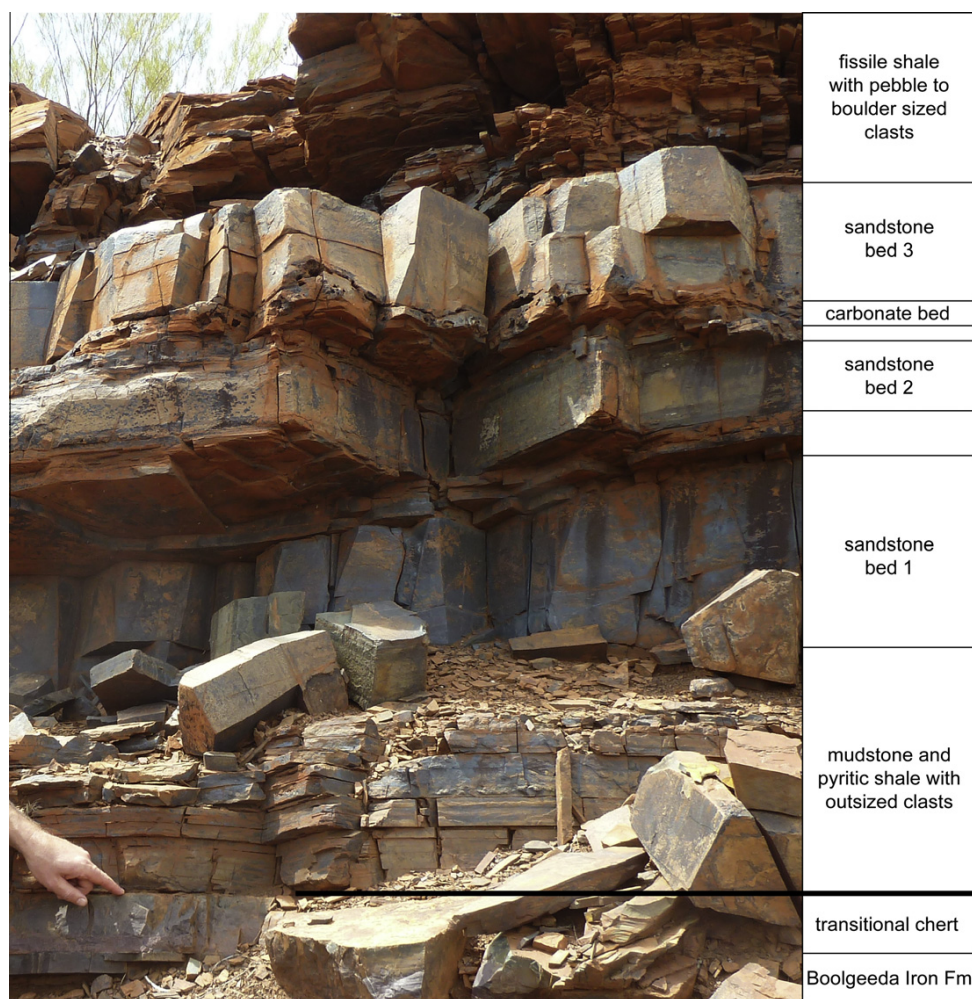 fissile shale
with pebble to
boulder sized
clasts
sandstone
bed 3
carbonate bed
sandstone
bed 2
sandstone
bed 1
mudstone and
pyritic shale with
outsized clasts
transitional chert
Boolgeeda Iron Fm